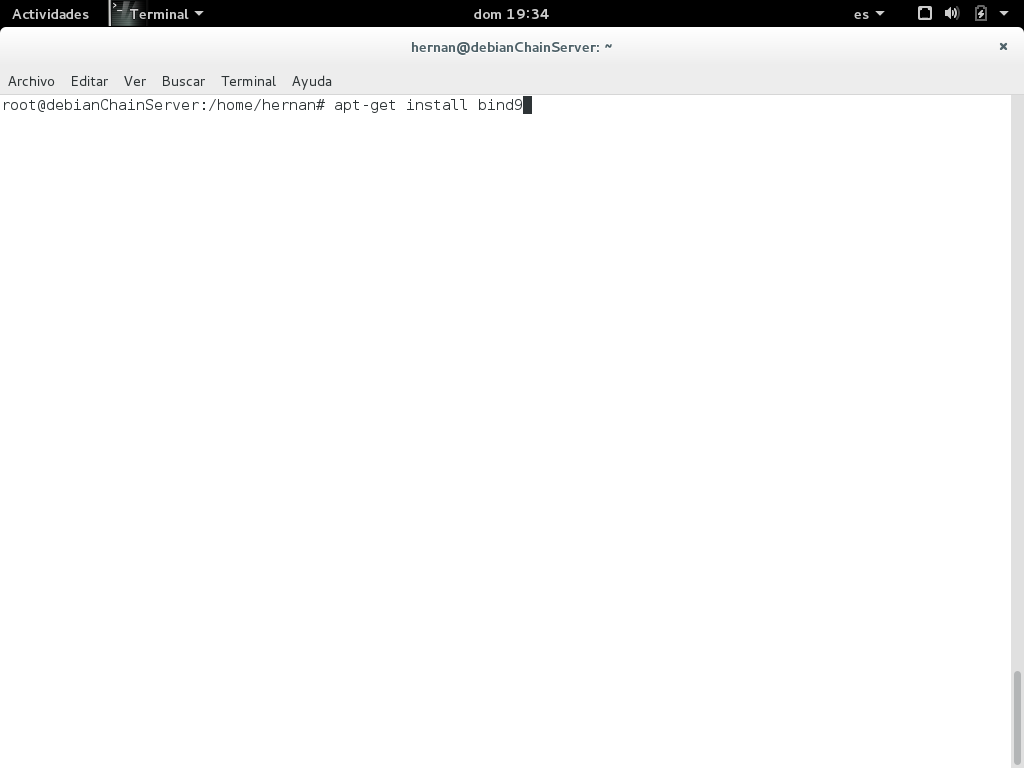 Actividades Terminal dom 19:34 es
hernan@debianChainServer: ~
Archivo Editar Ver Buscar Terminal Ayuda
root@debianChainServer:/home/hernan# apt-get install bind9